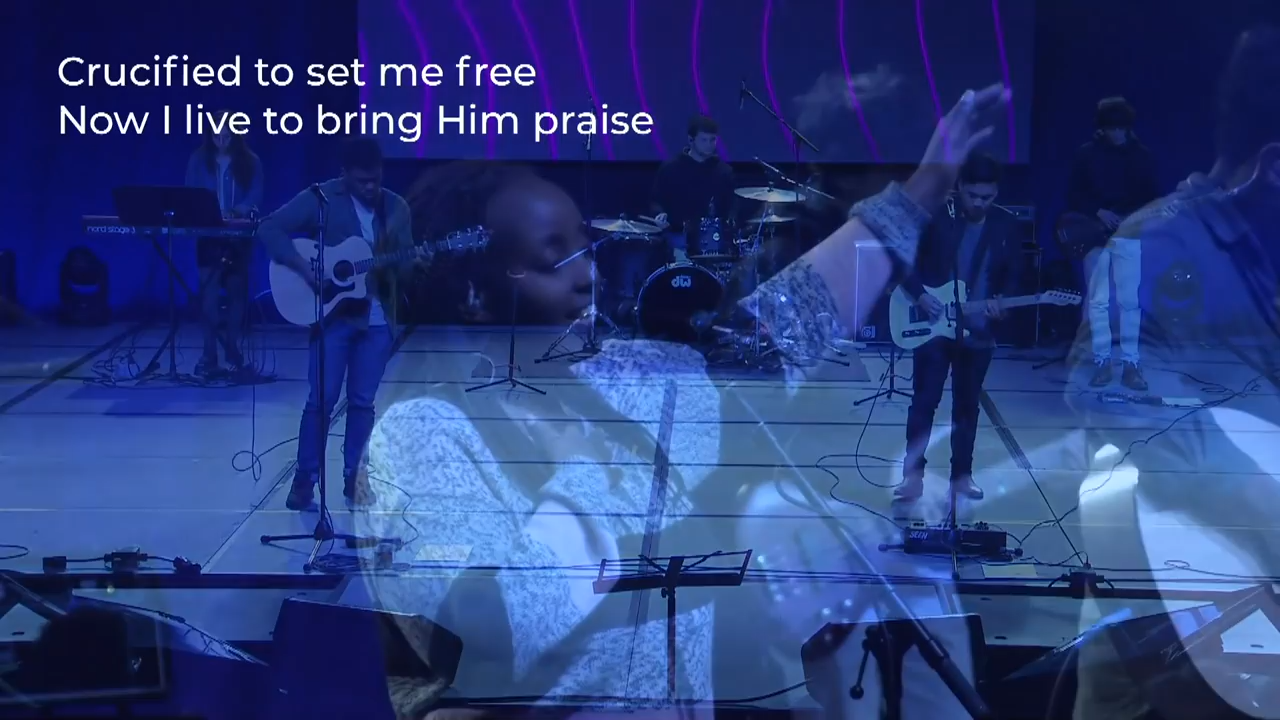 Crucified to set me free
Now I live to bring Him praise
nord stage 3
dw